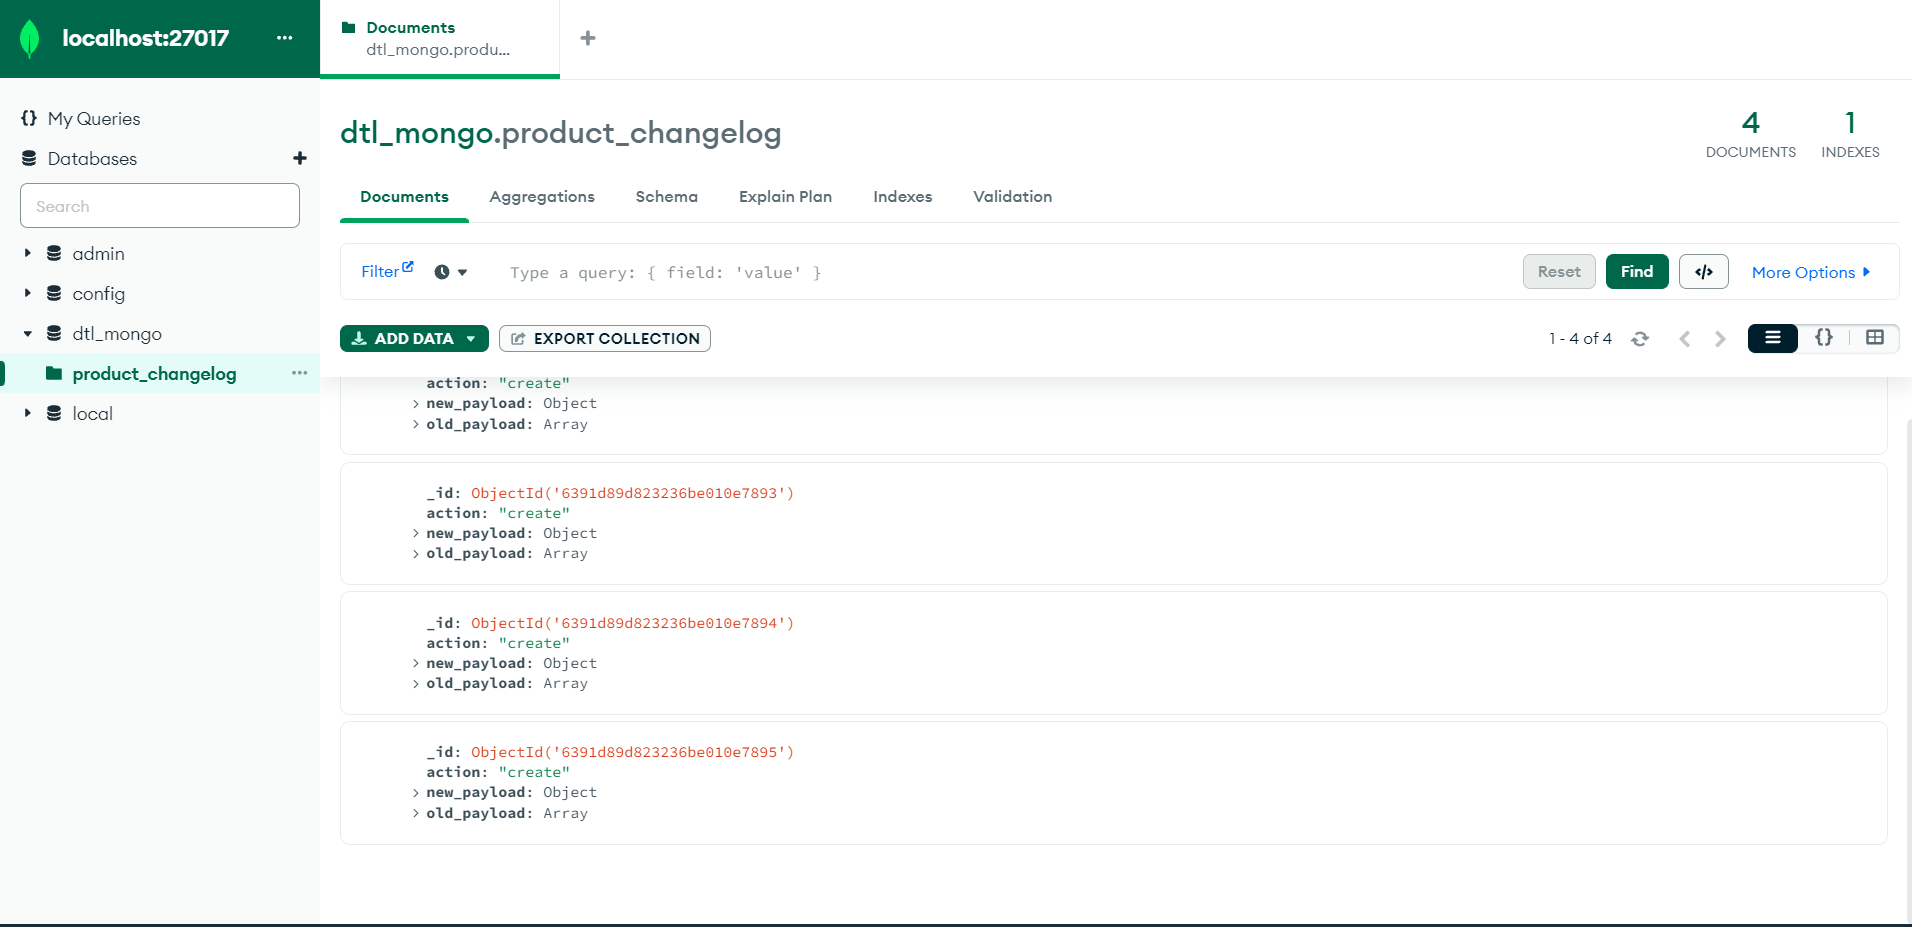 localhost:27017
Documents
dtl_mongo.produ...
My Queries
Databases
Search
admin
config
dtl_mongo
product_changelog
local
dtl_mongo.product_changelog
4
DOCUMENTS
1
INDEXES
Documents Aggregations Schema Explain Plan Indexes Validation
Filter Type a query: { field: 'value' } Reset Find </> More Options
ADD DATA EXPORT COLLECTION 1 - 4 of 4 {}
action: "create"
new_payload: Object
old_payload: Array
_id: ObjectId('6391d89d823236be010e7893')
action: "create"
new_payload: Object
old_payload: Array
_id: ObjectId('6391d89d823236be010e7894')
action: "create"
new_payload: Object
old_payload: Array
_id: ObjectId('6391d89d823236be010e7895')
action: "create"
new_payload: Object
old_payload: Array